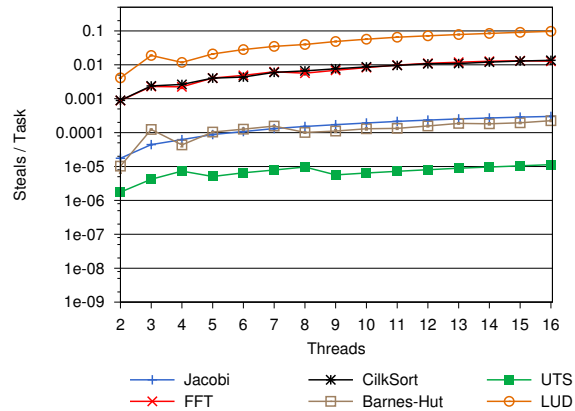 0.1
0.01
0.001
0.0001
1e-05
1e-06
1e-07
1e-08
1e-09
Steals / Task
2 3 4 5 6 7 8 9 10 11 12 13 14 15 16
Threads
Jacobi CilkSort UTS
FFT Barnes-Hut LUD